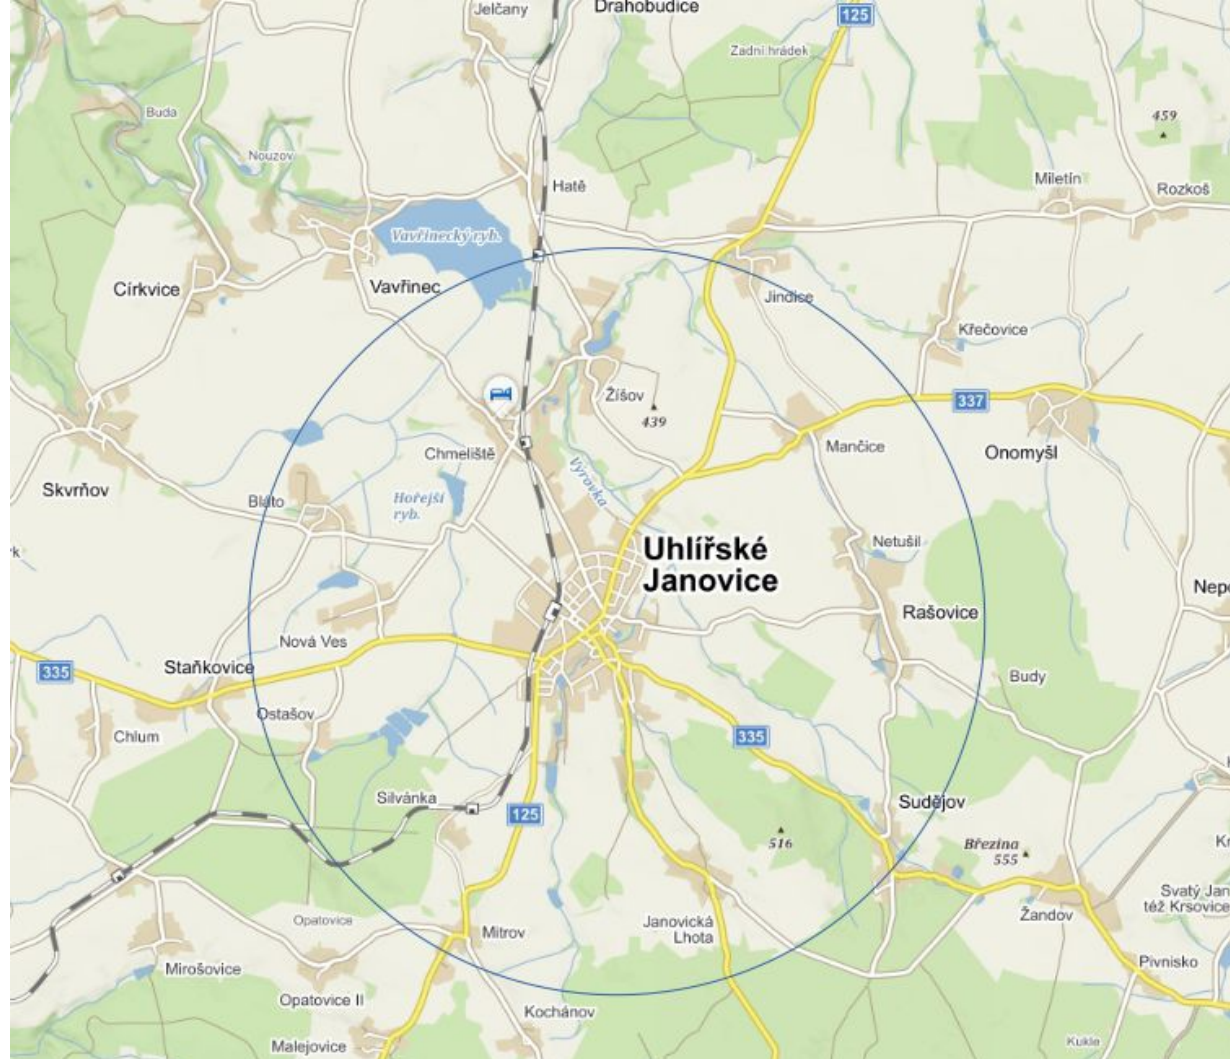 Jelčany
Drahobudice
125
Zadní hrádek
Buda
459
Nouzov
Hatě
Miletín
Rozkoš
Vavřinecký ryb.
Církvice
Vavřinec
Jindice
Křečovice
Žíšov
337
439
Chmeliště
Mančice
Onomyšl
Výrovka
Skvrňov
Bláto
Hořejší
ryb.
Netušil
Uhlířské
Janovice
Nepo
Rašovice
Nová Ves
Staňkovice
335
Budy
Ostašov
Chlum
335
Silvánka
Sudějov
125
516
Březina
555
Kr
Svatý Jan
též Krsovice
Opatovice
Janovická
Lhota
Žandov
Mitrov
Mirošovice
Pivnisko
Opatovice II
Kochánov
Malejovice
Kukle